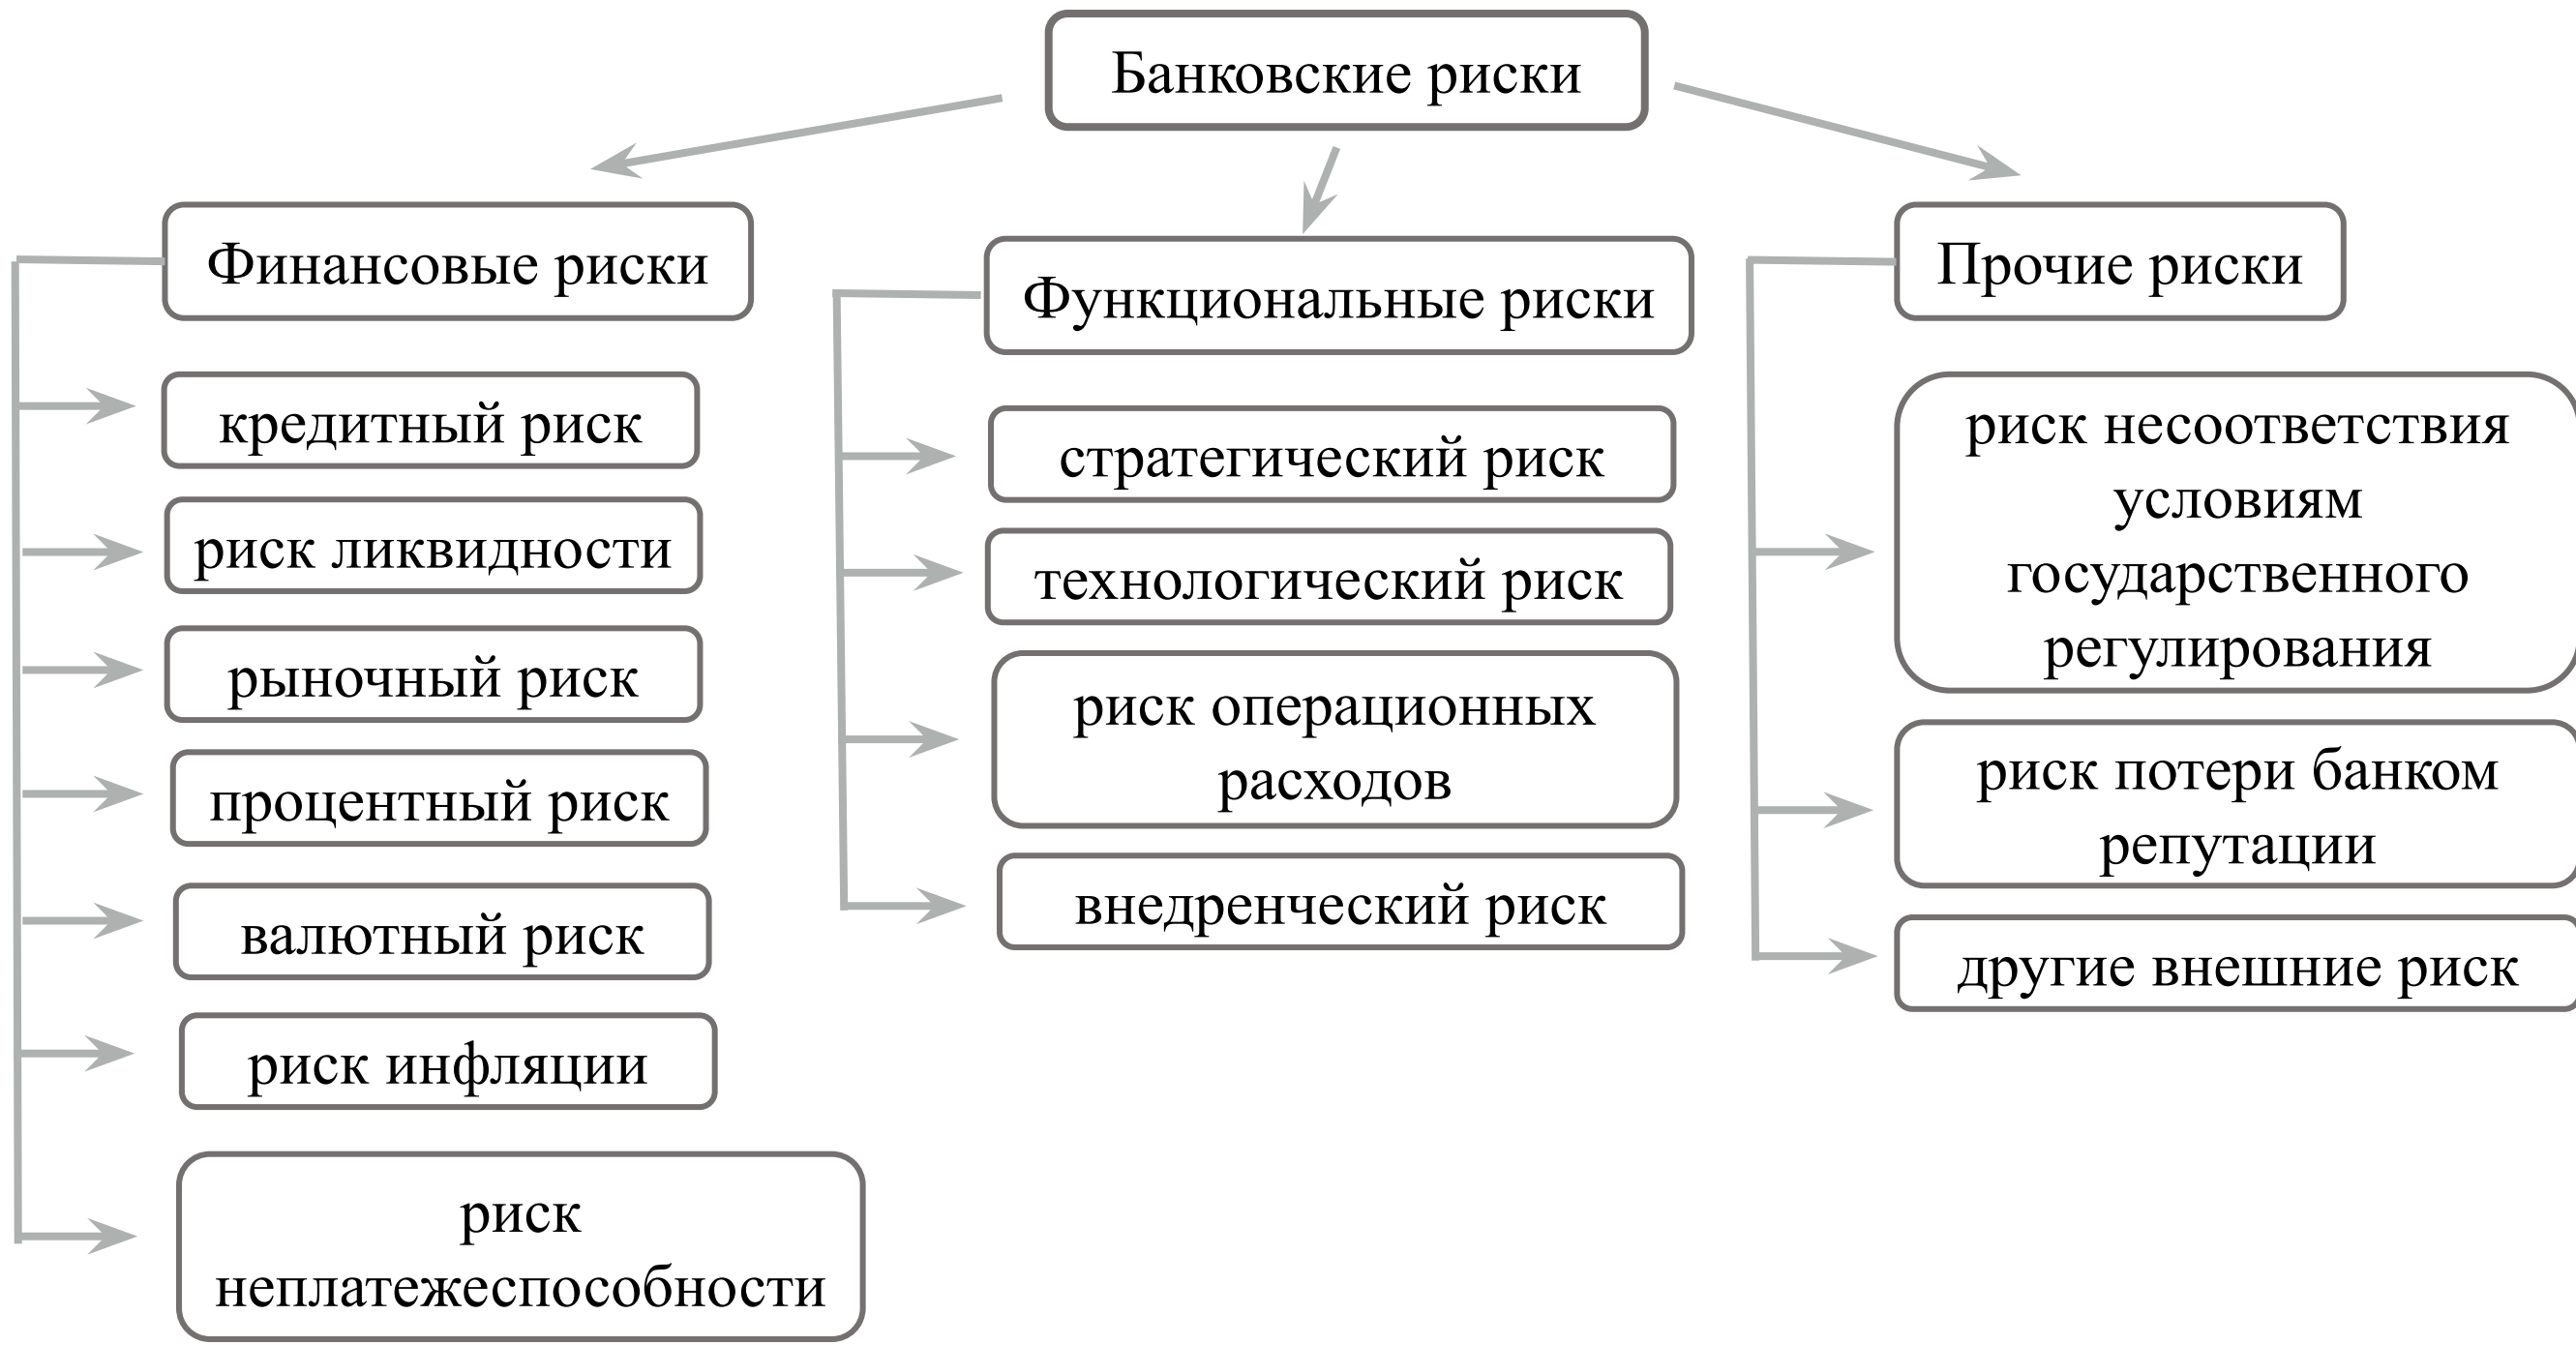 Банковские риски
Финансовые риски
кредитный риск
риск ликвидности
рыночный риск
процентный риск
валютный риск
риск инфляции
риск
неплатежеспособности
Функциональные риски
стратегический риск
технологический риск
риск операционных
расходов
внедренческий риск
Прочие риски
риск несоответствия
условиям
государственного
регулирования
риск потери банком
репутации
другие внешние риск